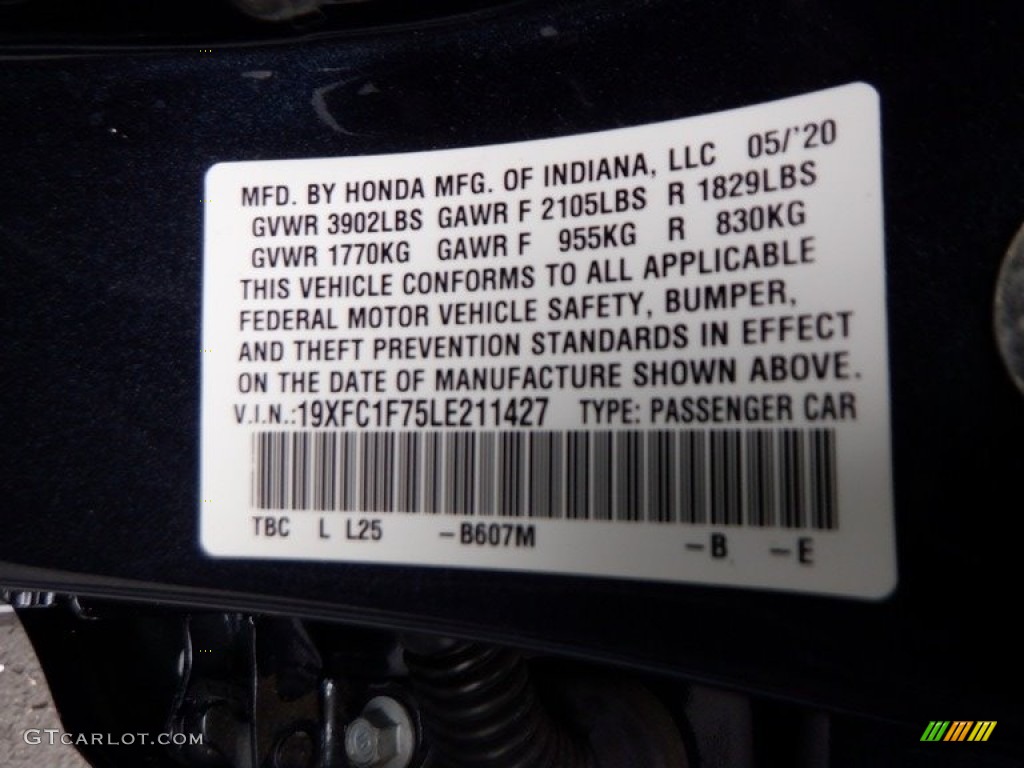 MFD. BY HONDA MFG. OF INDIANA, LLC 05/'20
GVWR 3902LBS GAWR F 2105LBS R 1829LBS
GVWR 1770KG GAWR F 955KG R 830KG
THIS VEHICLE CONFORMS TO ALL APPLICABLE
FEDERAL MOTOR VEHICLE SAFETY, BUMPER,
AND THEFT PREVENTION STANDARDS IN EFFECT
ON THE DATE OF MANUFACTURE SHOWN ABOVE.
V.I.N.:19XFC1F75LE211427 TYPE: PASSENGER CAR
TBC L L25 -B607M -B -E
GTCARLOT.COM